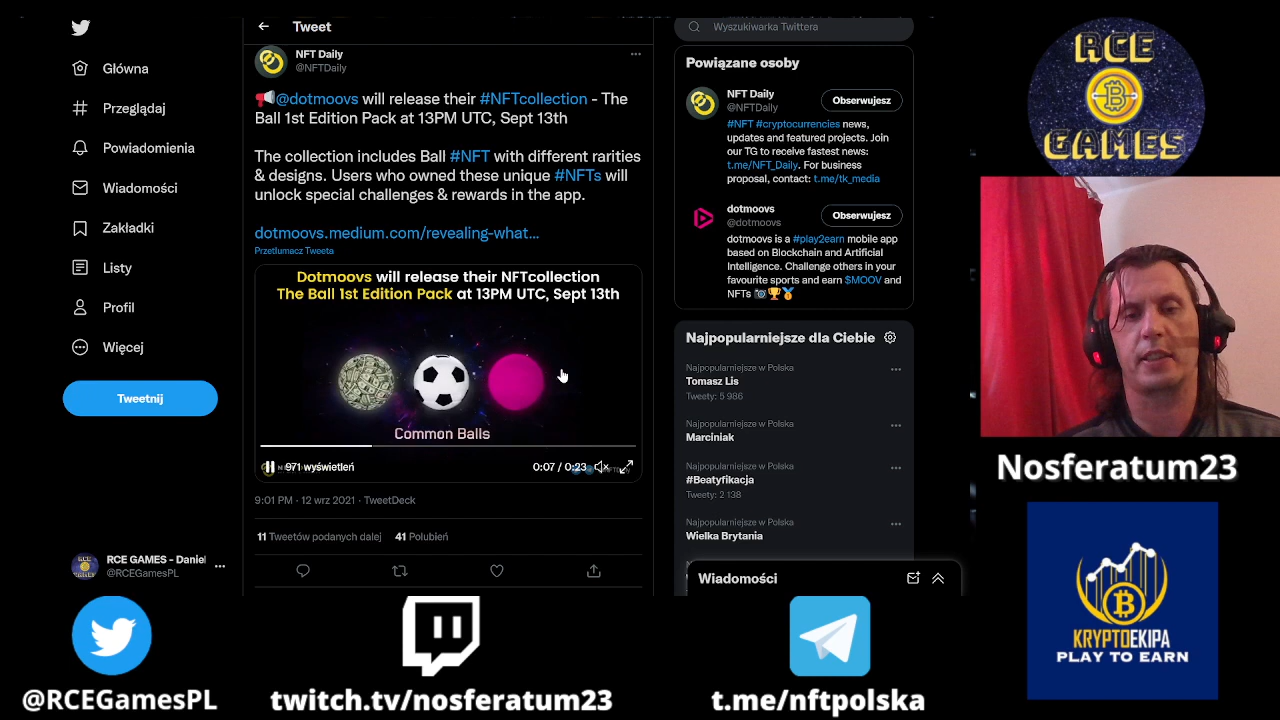 Tweet
Główna
Przeglądaj
Powiadomienia
Wiadomości
Zakładki
Listy
Profil
Więcej
Tweetnij
RCE GAMES - Daniel
@RCEGamesPL
NFT Daily
@NFTDaily
@dotmoovs will release their #NFTcollection - The
Ball 1st Edition Pack at 13PM UTC, Sept 13th
The collection includes Ball #NFT with different rarities
& designs. Users who owned these unique #NFTs will
unlock special challenges & rewards in the app.
dotmoovs.medium.com/revealing-what...
Przetłumacz Tweeta
Dotmoovs will release their NFTcollection
The Ball 1st Edition Pack at 13PM UTC, Sept 13th
Common Balls
971 wyświetleń
0:07 / 0:23
9:01 PM · 12 wrz 2021 · TweetDeck
11 Tweetów podanych dalej 41 Polubień
Wyszukiwarka Twittera
Powiązane osoby
NFT Daily
@NFTDaily
Obserwujesz
#NFT #cryptocurrencies news,
updates and featured projects. Join
our TG to receive fastest news:
t.me/NFT_Daily. For business
proposal, contact: t.me/tk_media
dotmoovs
@dotmoovs
Obserwujesz
dotmoovs is a #play2earn mobile app
based on Blockchain and Artificial
Intelligence. Challenge others in your
favourite sports and earn $MOOV and
NFTs
Najpopularniejsze dla Ciebie
Najpopularniejsze w Polska
Tomasz Lis
Tweety: 5 986
Najpopularniejsze w Polska
Marciniak
Najpopularniejsze w Polska
#Beatyfikacja
Tweety: 2 138
Najpopularniejsze w Polska
Wielka Brytania
Wiadomości
RCE
GAMES
Nosferatum23
KRYPTOEKIPA
PLAY TO EARN
@RCEGamesPL
twitch.tv/nosferatum23
t.me/nftpolska